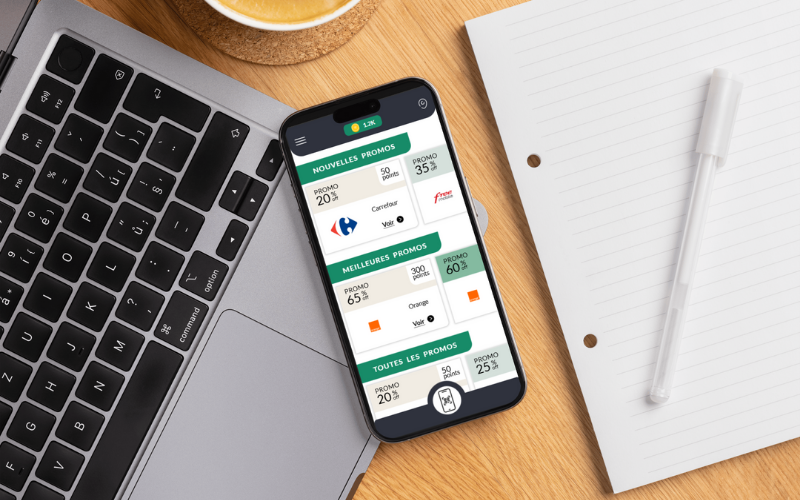 1.2K
NOUVELLES PROMOS
PROMO
20% off
50 points
Carrefour
Voir
PROMO
35% off
free
mobile
MEILLEURES PROMOS
PROMO
65% off
300 points
Orange
Voir
PROMO
60% off
TOUTES LES PROMOS
PROMO
20% off
50 points
PROMO
25% off
F12
F11
F10
option
command
P
O
I
U
L
K
J
H
G
F
M
N
B
V
Z